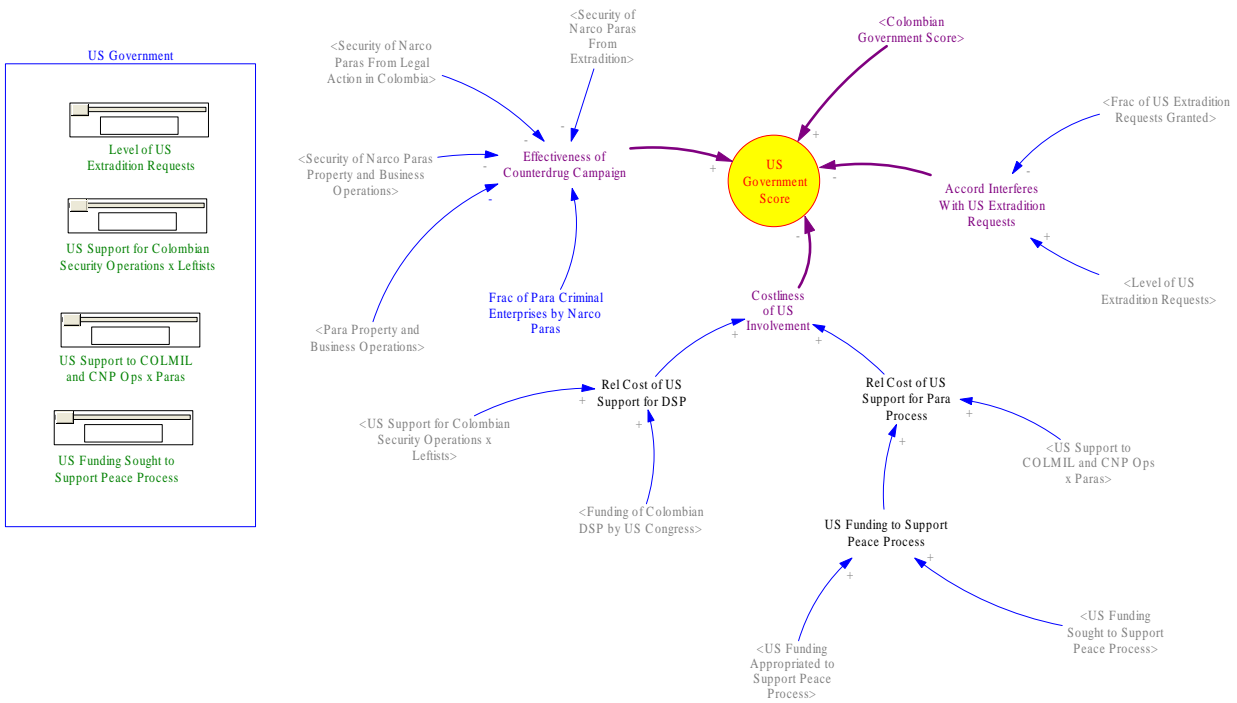 US Government
Level of US
Extradition Requests
US Support for Colombian
Security Operations x Leftists
US Support to COLMIL
and CNP Ops x Paras
US Funding Sought to
Support Peace Process
<Security of Narco
Paras From Legal
Action in Colombia>
-
<Security of
Narco Paras
From
Extradition>
-
<Security of Narco Paras
Property and Business
Operations>
-
<Para Property and
Business Operations>
-
Frac of Para Criminal
Enterprises by Narco
Paras
Effectiveness of
Counterdrug Campaign
+
<Colombian
Government Score>
+
US
Government
Score
-
<Frac of US Extradition
Requests Granted>
-
Accord Interferes
With US Extradition
Requests
+
<Level of US
Extradition Requests>
-
Costliness
of US
Involvement
+
+
Rel Cost of US
Support for DSP
+
<US Support for Colombian
Security Operations x
Leftists>
+
<Funding of Colombian
DSP by US Congress>
Rel Cost of US
Support for Para
Process
+
<US Support to
COLMIL and CNP Ops
x Paras>
+
US Funding to Support
Peace Process
+
+
<US Funding
Appropriated to
Support Peace
Process>
<US Funding
Sought to Support
Peace Process>